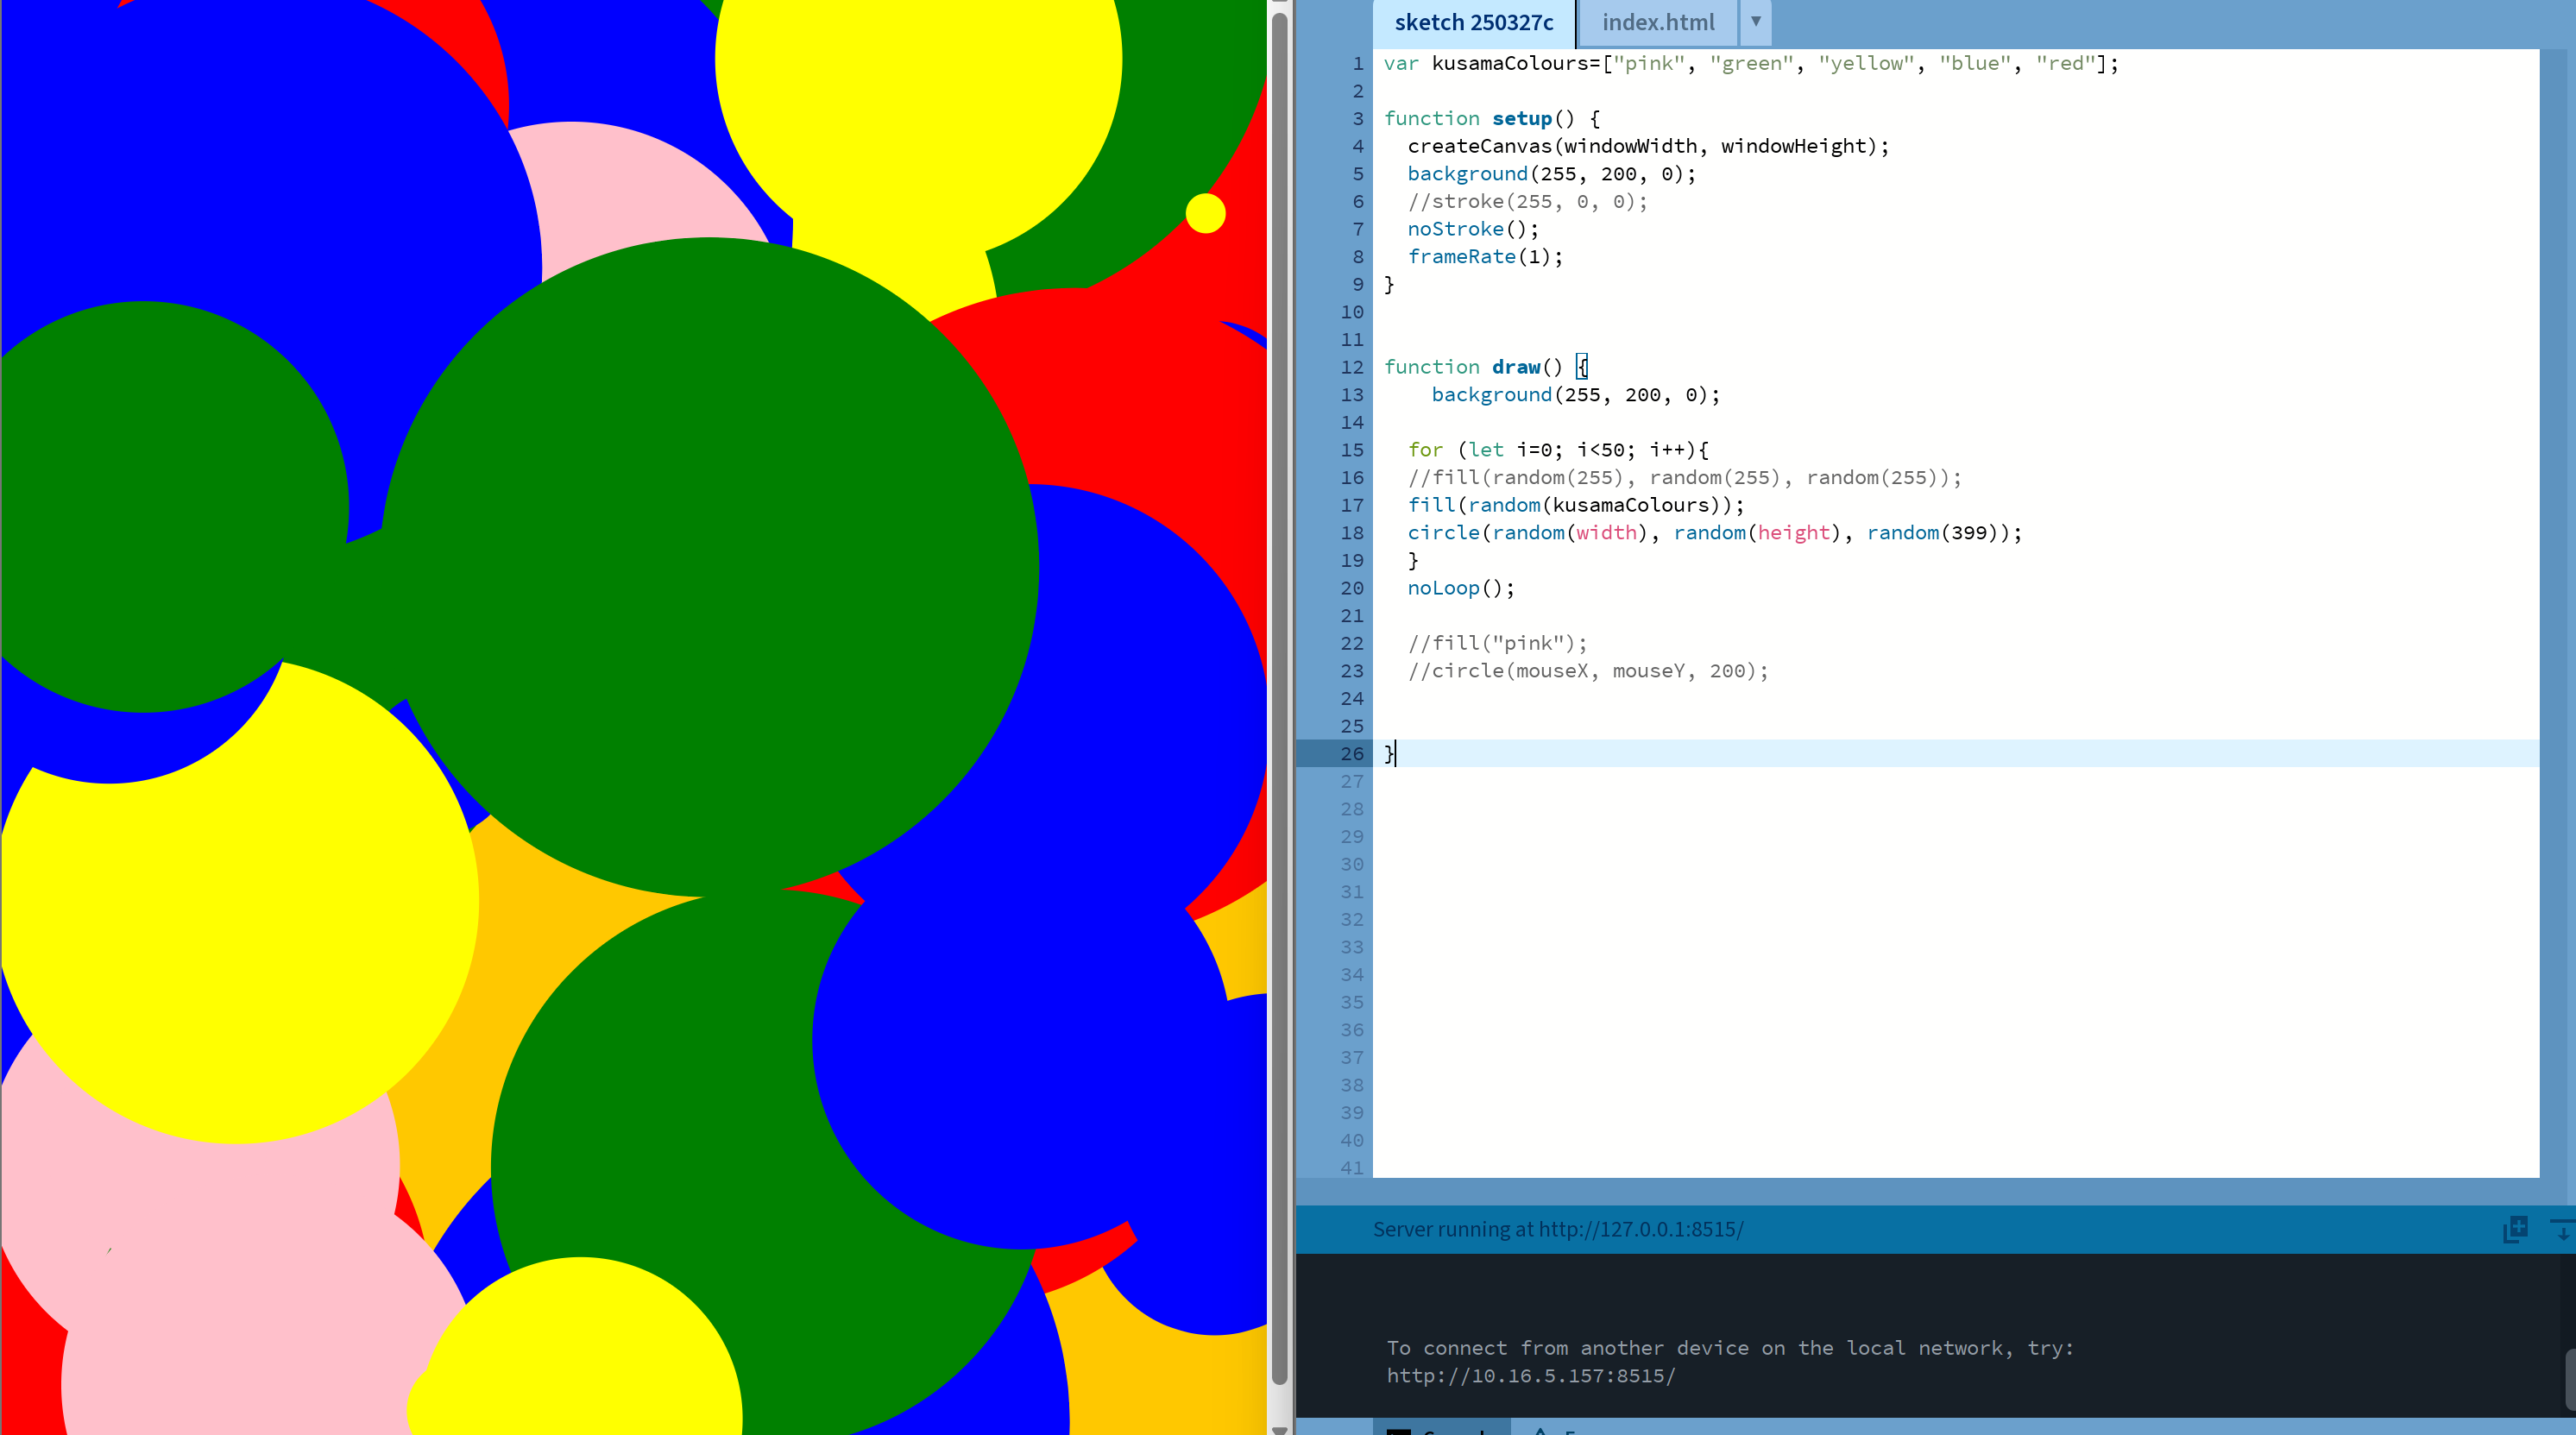 sketch 250327c index.html ▼
1 var kusamaColours=["pink", "green", "yellow", "blue", "red"];
2
3 function setup() {
4 createCanvas(windowWidth, windowHeight);
5 background(255, 200, 0);
6 //stroke(255, 0, 0);
7 noStroke();
8 frameRate(1);
9 }
10
11
12 function draw() {
13 background(255, 200, 0);
14
15 for (let i=0; i<50; i++){
16 //fill(random(255), random(255), random(255));
17 fill(random(kusamaColours));
18 circle(random(width), random(height), random(399));
19 }
20 noLoop();
21
22 //fill("pink");
23 //circle(mouseX, mouseY, 200);
24
25
26 }
27
28
29
30
31
32
33
34
35
36
37
38
39
40
41
Server running at http://127.0.0.1:8515/
To connect from another device on the local network, try:
http://10.16.5.157:8515/